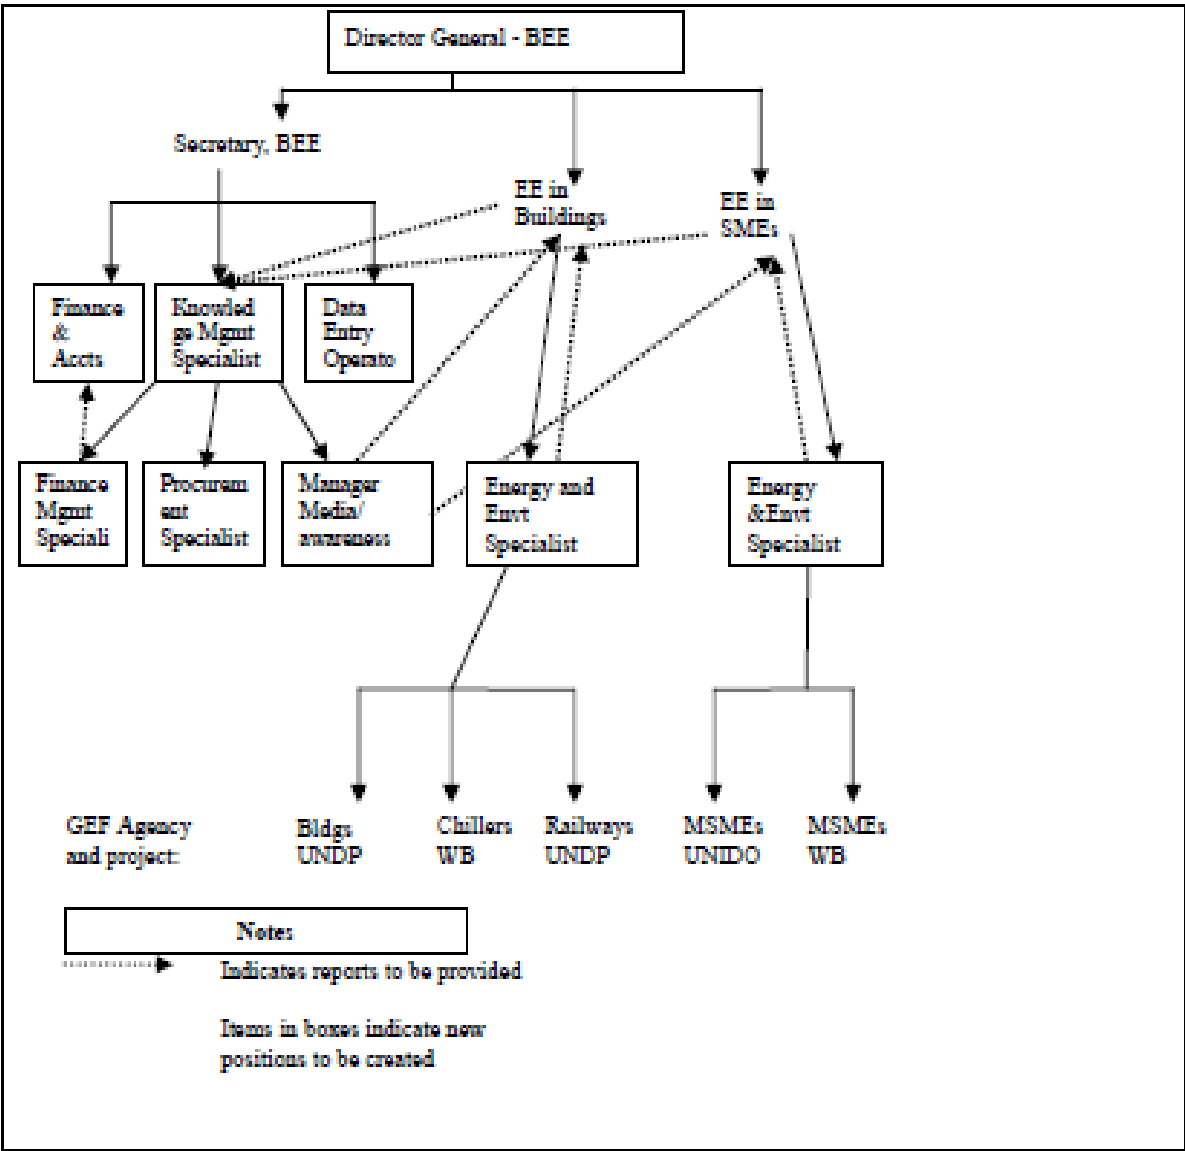 Director General - BEE
Secretary, BEE
EE in
Buildings
EE in
SMEs
Finance
&
Accts
Knowled
ge Mgmt
Specialist
Data
Entry
Operato
Finance
Mgmt
Speciali
Procurem
ent
Specialist
Manager
Media/
awareness
Energy and
Envt
Specialist
Energy
&Envt
Specialist
GEF Agency
and project:
Bldgs
UNDP
Chillers
WB
Railways
UNDP
MSMEs
UNIDO
MSMEs
WB
Notes
Indicates reports to be provided
Items in boxes indicate new
positions to be created